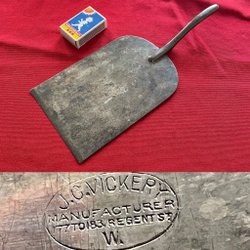 J.C.VICKERY
MANUFACTURER
177 TO 183 REGENT ST
W.